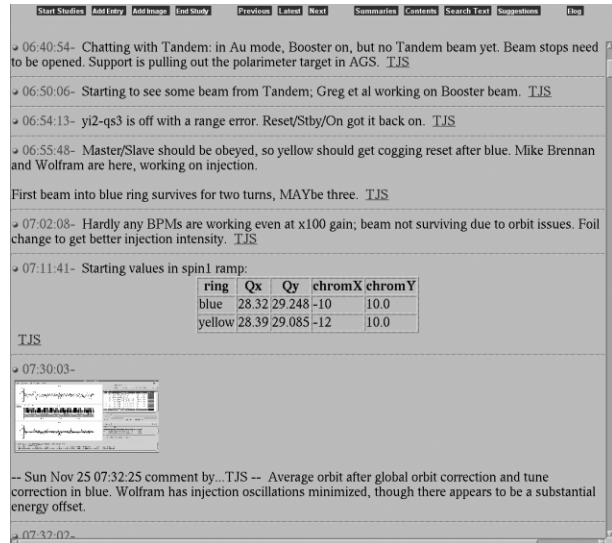 Start Studies Add Entry Add Image End Study Previous Latest Next Summaries Contents Search Text Suggestions Elog
06:40:54- Chatting with Tandem: in Au mode, Booster on, but no Tandem beam yet. Beam stops need
to be opened. Support is pulling out the polarimeter target in AGS. TJS
06:50:06- Starting to see some beam from Tandem; Greg et al working on Booster beam. TJS
06:54:13- yi2-qs3 is off with a range error. Reset/Stby/On got it back on. TJS
06:55:48- Master/Slave should be obeyed, so yellow should get cogging reset after blue. Mike Brennan
and Wolfram are here, working on injection.
First beam into blue ring survives for two turns, MAYbe three. TJS
07:02:08- Hardly any BPMs are working even at x100 gain; beam not surviving due to orbit issues. Foil
change to get better injection intensity. TJS
07:11:41- Starting values in spin1 ramp:
ring Qx Qy chromX chromY
blue 28.32 29.248 -10 10.0
yellow 28.39 29.085 -12 10.0
TJS
07:30:03-
-- Sun Nov 25 07:32:25 comment by...TJS -- Average orbit after global orbit correction and tune
correction in blue. Wolfram has injection oscillations minimized, though there appears to be a substantial
energy offset.
07:32:02-